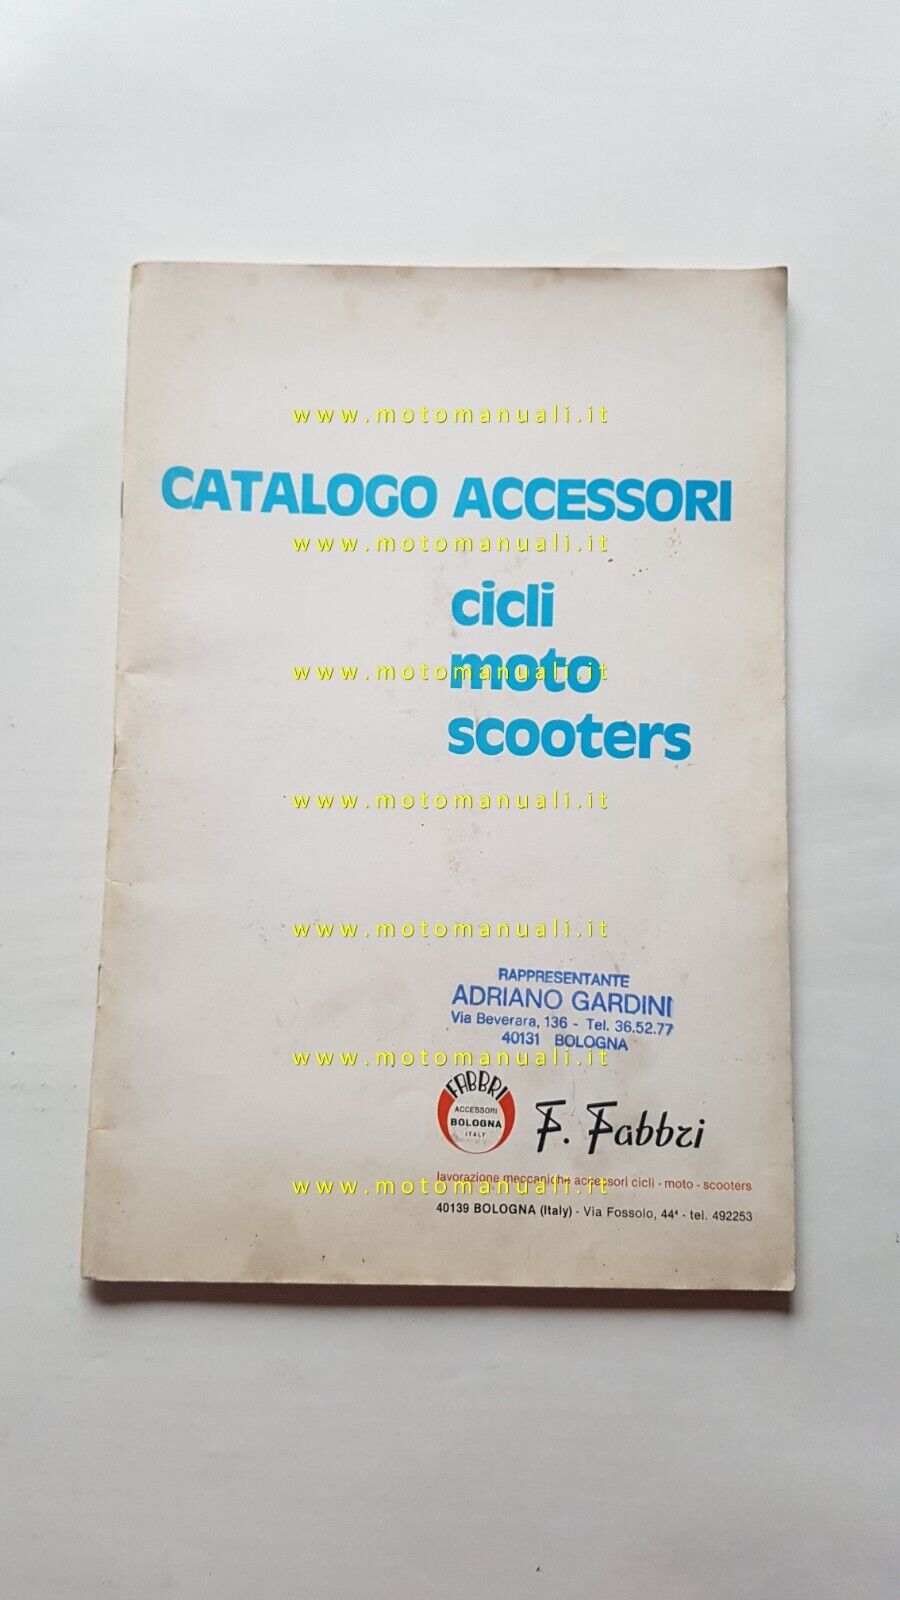 www.motomanuali.it
CATALOGO ACCESSORI
www.motomanuali.it
cicli
moto
www.motomanuali.it
scooters
www.motomanuali.it
www.motomanuali.it
RAPPRESENTANTE
ADRIANO GARDINI
Via Beverara, 136 - Tel. 36.52.77
40131 BOLOGNA
www.motomanuali.it
FABBRI
ACCESSORI
BOLOGNA
ITALY
F. Fabbri
lavorazione meccaniche accessori cicli - moto - scooters
www.motomanuali.it
40139 BOLOGNA (Italy) - Via Fossolo, 44⁴ - tel. 492253